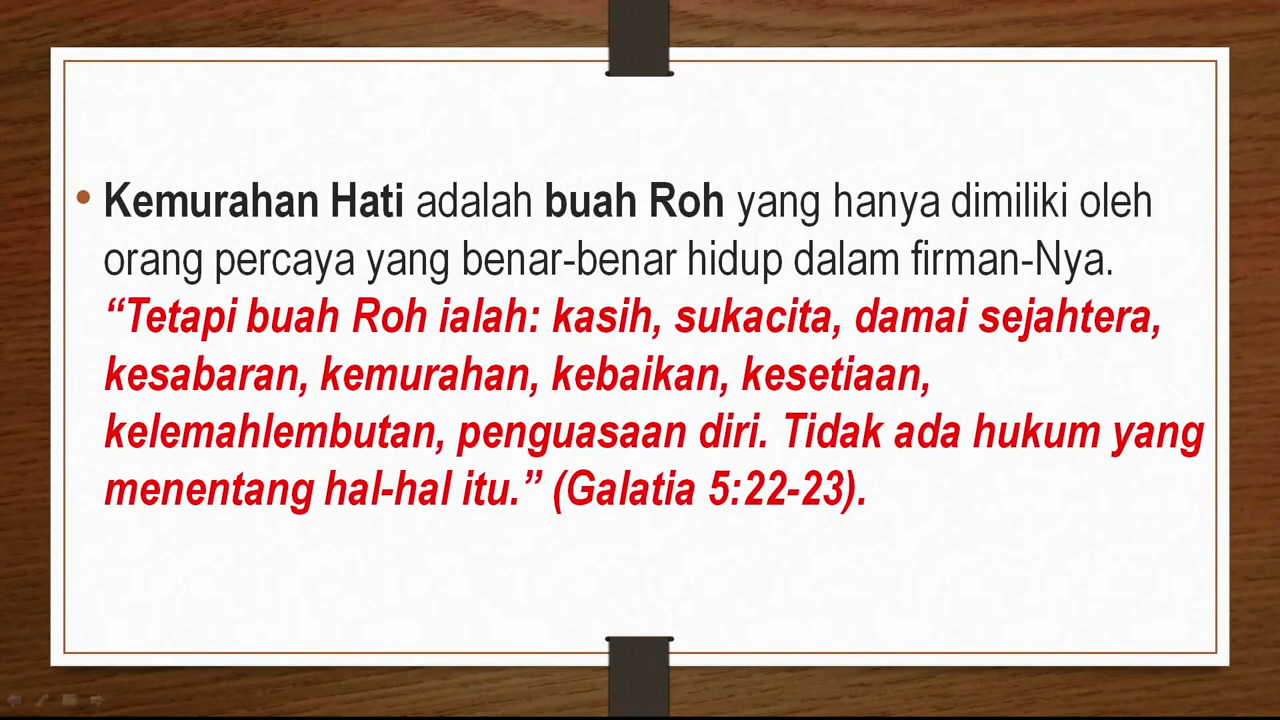 • Kemurahan Hati adalah buah Roh yang hanya dimiliki oleh
orang percaya yang benar-benar hidup dalam firman-Nya.
“Tetapi buah Roh ialah: kasih, sukacita, damai sejahtera,
kesabaran, kemurahan, kebaikan, kesetiaan,
kelemahlembutan, penguasaan diri. Tidak ada hukum yang
menentang hal-hal itu.” (Galatia 5:22-23).